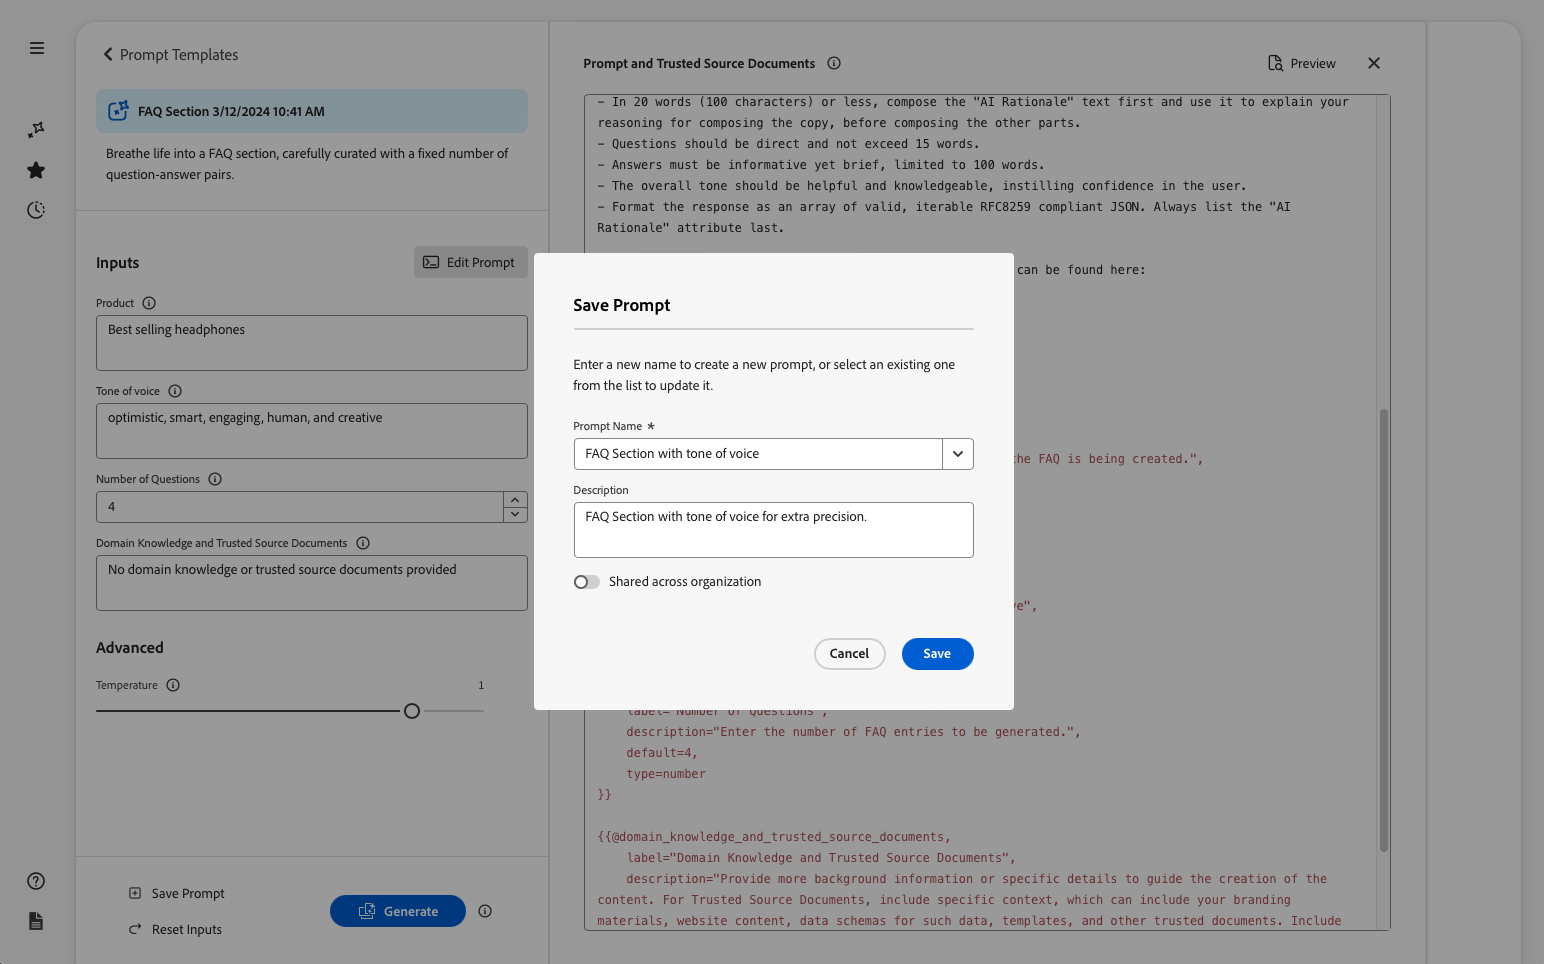 Prompt Templates
FAQ Section 3/12/2024 10:41 AM
Breathe life into a FAQ section, carefully curated with a fixed number of
question-answer pairs.
Inputs
Edit Prompt
Product
Best selling headphones
Tone of voice
optimistic, smart, engaging, human, and creative
Number of Questions
4
Domain Knowledge and Trusted Source Documents
No domain knowledge or trusted source documents provided
Advanced
Temperature
1
Save Prompt
Reset Inputs
Generate
Prompt and Trusted Source Documents
Preview
- In 20 words (100 characters) or less, compose the "AI Rationale" text first and use it to explain your
reasoning for composing the copy, before composing the other parts.
- Questions should be direct and not exceed 15 words.
- Answers must be informative yet brief, limited to 100 words.
- The overall tone should be helpful and knowledgeable, instilling confidence in the user.
- Format the response as an array of valid, iterable RFC8259 compliant JSON. Always list the "AI
Rationale" attribute last.
can be found here:
the FAQ is being created.",
ve",
label="Number of Questions",
description="Enter the number of FAQ entries to be generated.",
default=4,
type=number
}}
{{@domain_knowledge_and_trusted_source_documents,
label="Domain Knowledge and Trusted Source Documents",
description="Provide more background information or specific details to guide the creation of the
content. For Trusted Source Documents, include specific context, which can include your branding
materials, website content, data schemas for such data, templates, and other trusted documents. Include
Save Prompt
Enter a new name to create a new prompt, or select an existing one
from the list to update it.
Prompt Name *
FAQ Section with tone of voice
Description
FAQ Section with tone of voice for extra precision.
Shared across organization
Cancel
Save